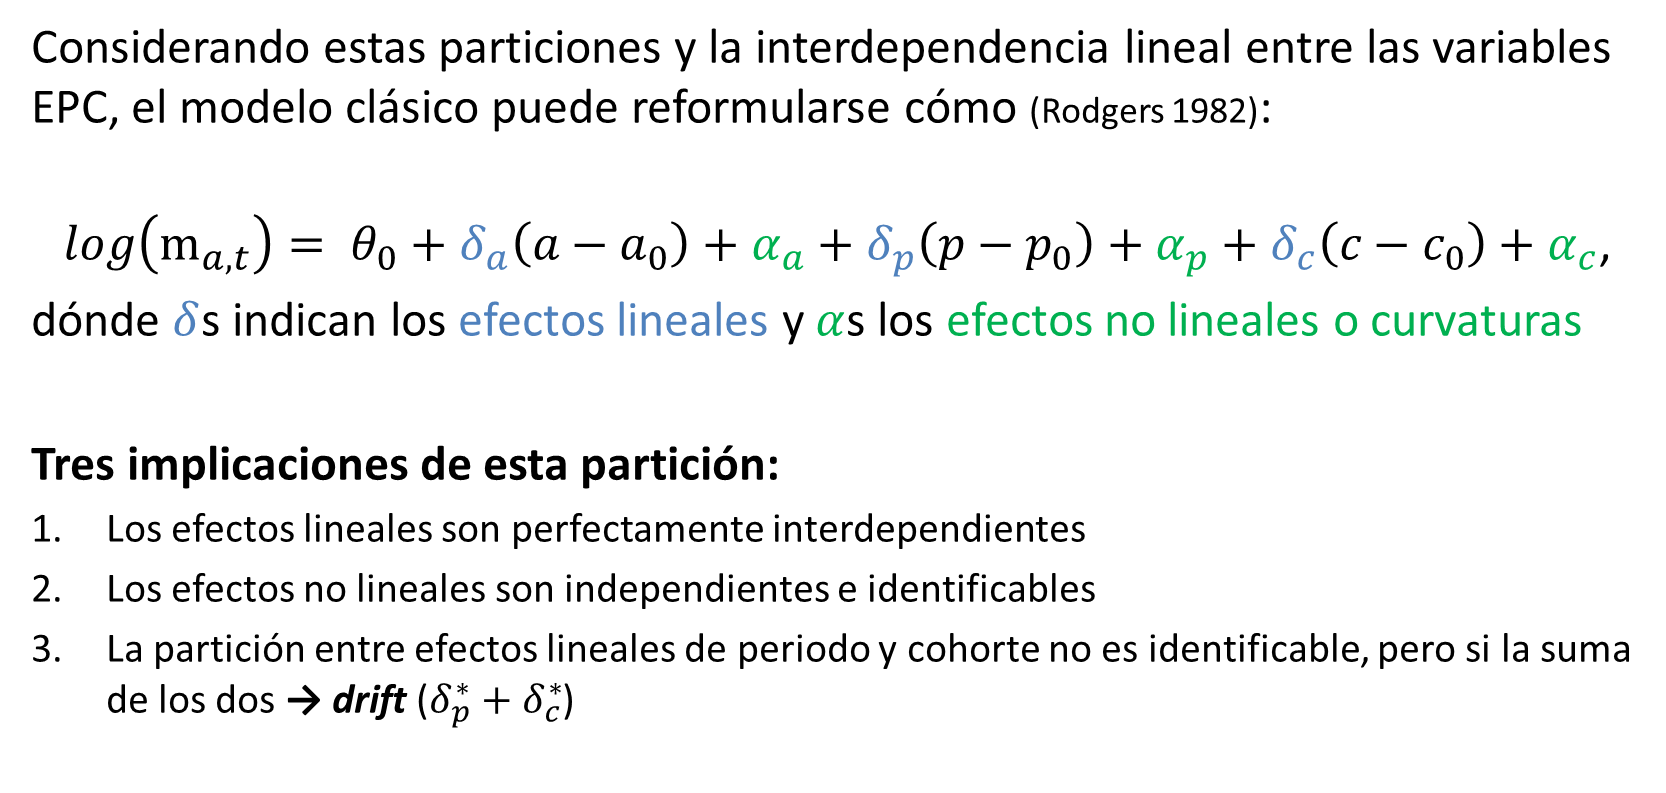 Considerando estas particiones y la interdependencia lineal entre las variables
EPC, el modelo clásico puede reformularse cómo (Rodgers 1982):
log(m_{a,t}) = θ_0 + δ_a(a − a_0) + α_a + δ_p(p − p_0) + α_p + δ_c(c − c_0) + α_c,
dónde δs indican los efectos lineales y αs los efectos no lineales o curvaturas
Tres implicaciones de esta partición:
1. Los efectos lineales son perfectamente interdependientes
2. Los efectos no lineales son independientes e identificables
3. La partición entre efectos lineales de periodo y cohorte no es identificable, pero si la suma
de los dos → drift (δ_p^* + δ_c^*)